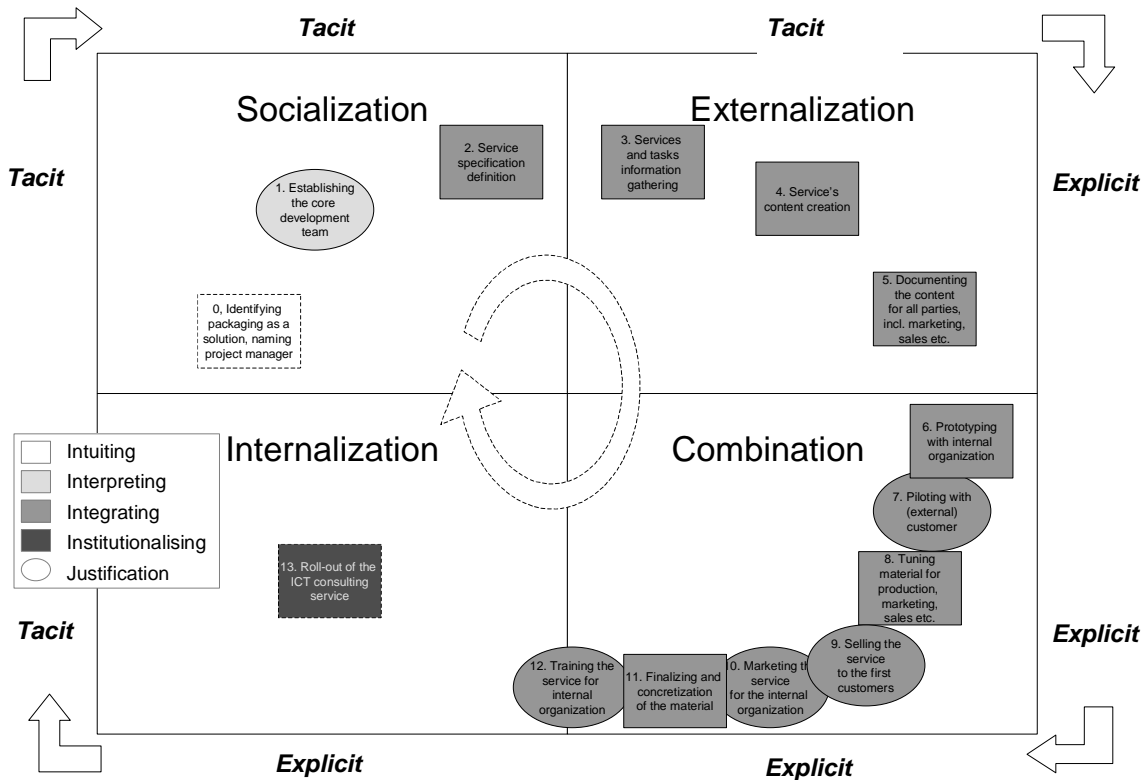 Tacit
Tacit
Socialization
Externalization
Tacit
Explicit
1. Establishing
the core
development
team
2. Service
specification
definition
3. Services
and tasks
information
gathering
4. Service's
content creation
0, Identifying
packaging as a
solution, naming
project manager
5. Documenting
the content
for all parties,
incl. marketing,
sales etc.
Internalization
Combination
Intuiting
Interpreting
Integrating
Institutionalising
Justification
6. Prototyping
with internal
organization
7. Piloting with
(external)
customer
13. Roll-out of the
ICT consulting
service
8. Tuning
material for
production,
marketing,
sales etc.
Tacit
Explicit
12. Training the
service for
internal
organization
11. Finalizing and
concretization
of the material
10. Marketing th
service
for the internal
organization
9. Selling the
service
to the first
customers
Explicit
Explicit